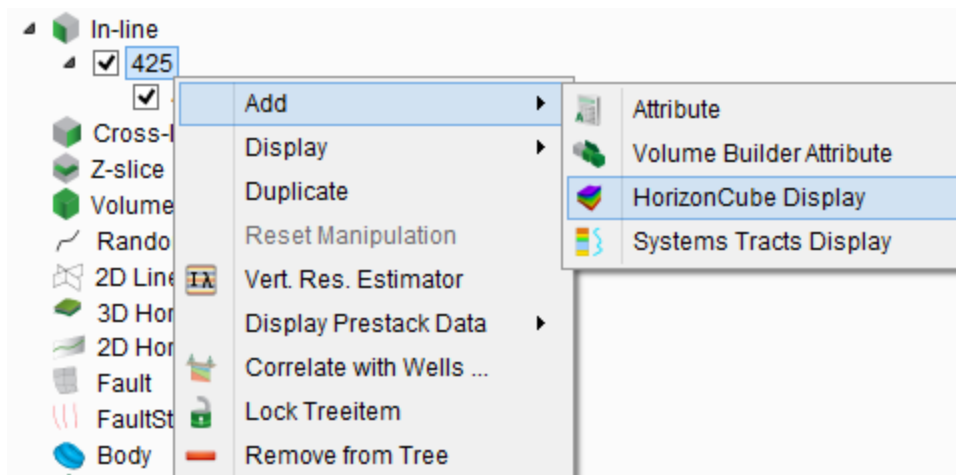 In-line
425
Add
Display
Duplicate
Reset Manipulation
Vert. Res. Estimator
Display Prestack Data
Correlate with Wells ...
Lock Treeitem
Remove from Tree
Attribute
Volume Builder Attribute
HorizonCube Display
Systems Tracts Display
Cross-l
Z-slice
Volume
Rando
2D Line
3D Hor
2D Hor
Fault
FaultSt
Body